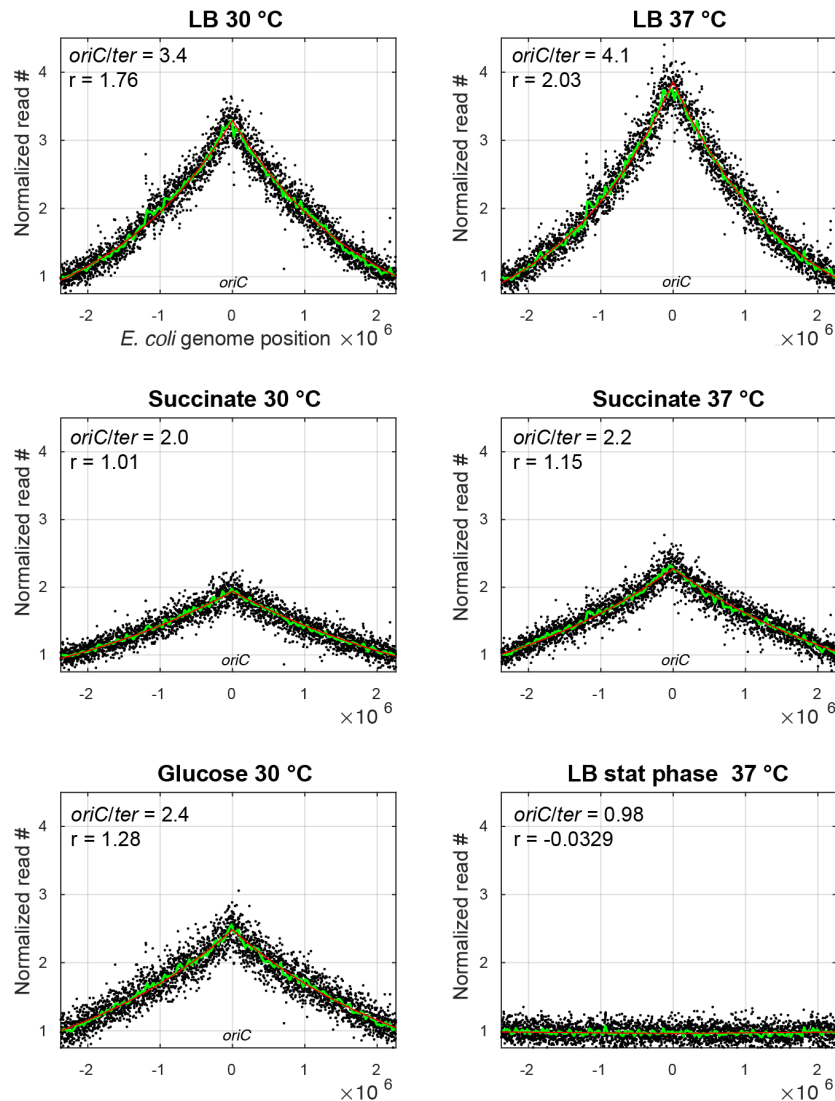 LB 30 °C
oriC/ter = 3.4
r = 1.76
Normalized read #
4
3
2
1
oriC
-2 -1 0 1 2
E. coli genome position ×10 6
LB 37 °C
oriC/ter = 4.1
r = 2.03
Normalized read #
4
3
2
1
oriC
-2 -1 0 1 2
×10 6
Succinate 30 °C
oriC/ter = 2.0
r = 1.01
Normalized read #
4
3
2
1
oriC
-2 -1 0 1 2
×10 6
Succinate 37 °C
oriC/ter = 2.2
r = 1.15
Normalized read #
4
3
2
1
oriC
-2 -1 0 1 2
×10 6
Glucose 30 °C
oriC/ter = 2.4
r = 1.28
Normalized read #
4
3
2
1
oriC
-2 -1 0 1 2
×10 6
LB stat phase 37 °C
oriC/ter = 0.98
r = -0.0329
Normalized read #
4
3
2
1
-2 -1 0 1 2
×10 6